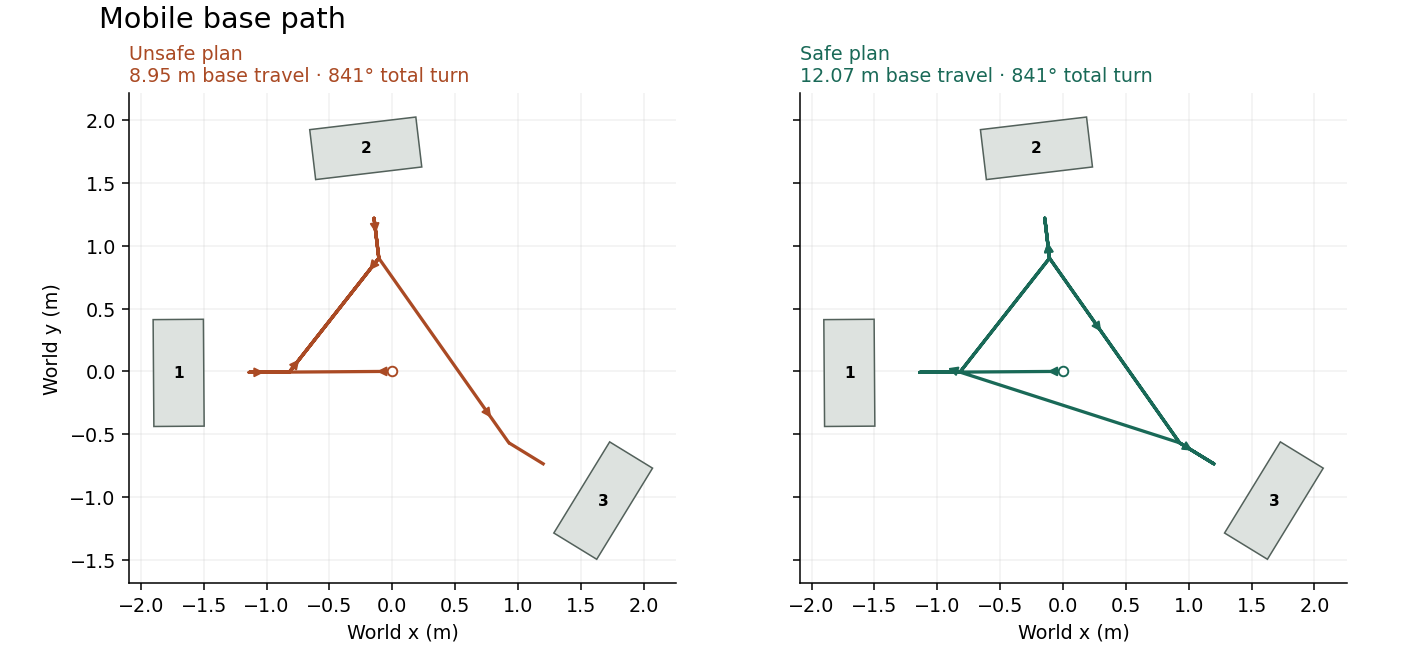 Mobile base path
Unsafe plan
8.95 m base travel · 841° total turn
Safe plan
12.07 m base travel · 841° total turn
World y (m)
2.0
1.5
1.0
0.5
0.0
−0.5
−1.0
−1.5
2
1
3
−2.0 −1.5 −1.0 −0.5 0.0 0.5 1.0 1.5 2.0
World x (m)
2
1
3
−2.0 −1.5 −1.0 −0.5 0.0 0.5 1.0 1.5 2.0
World x (m)